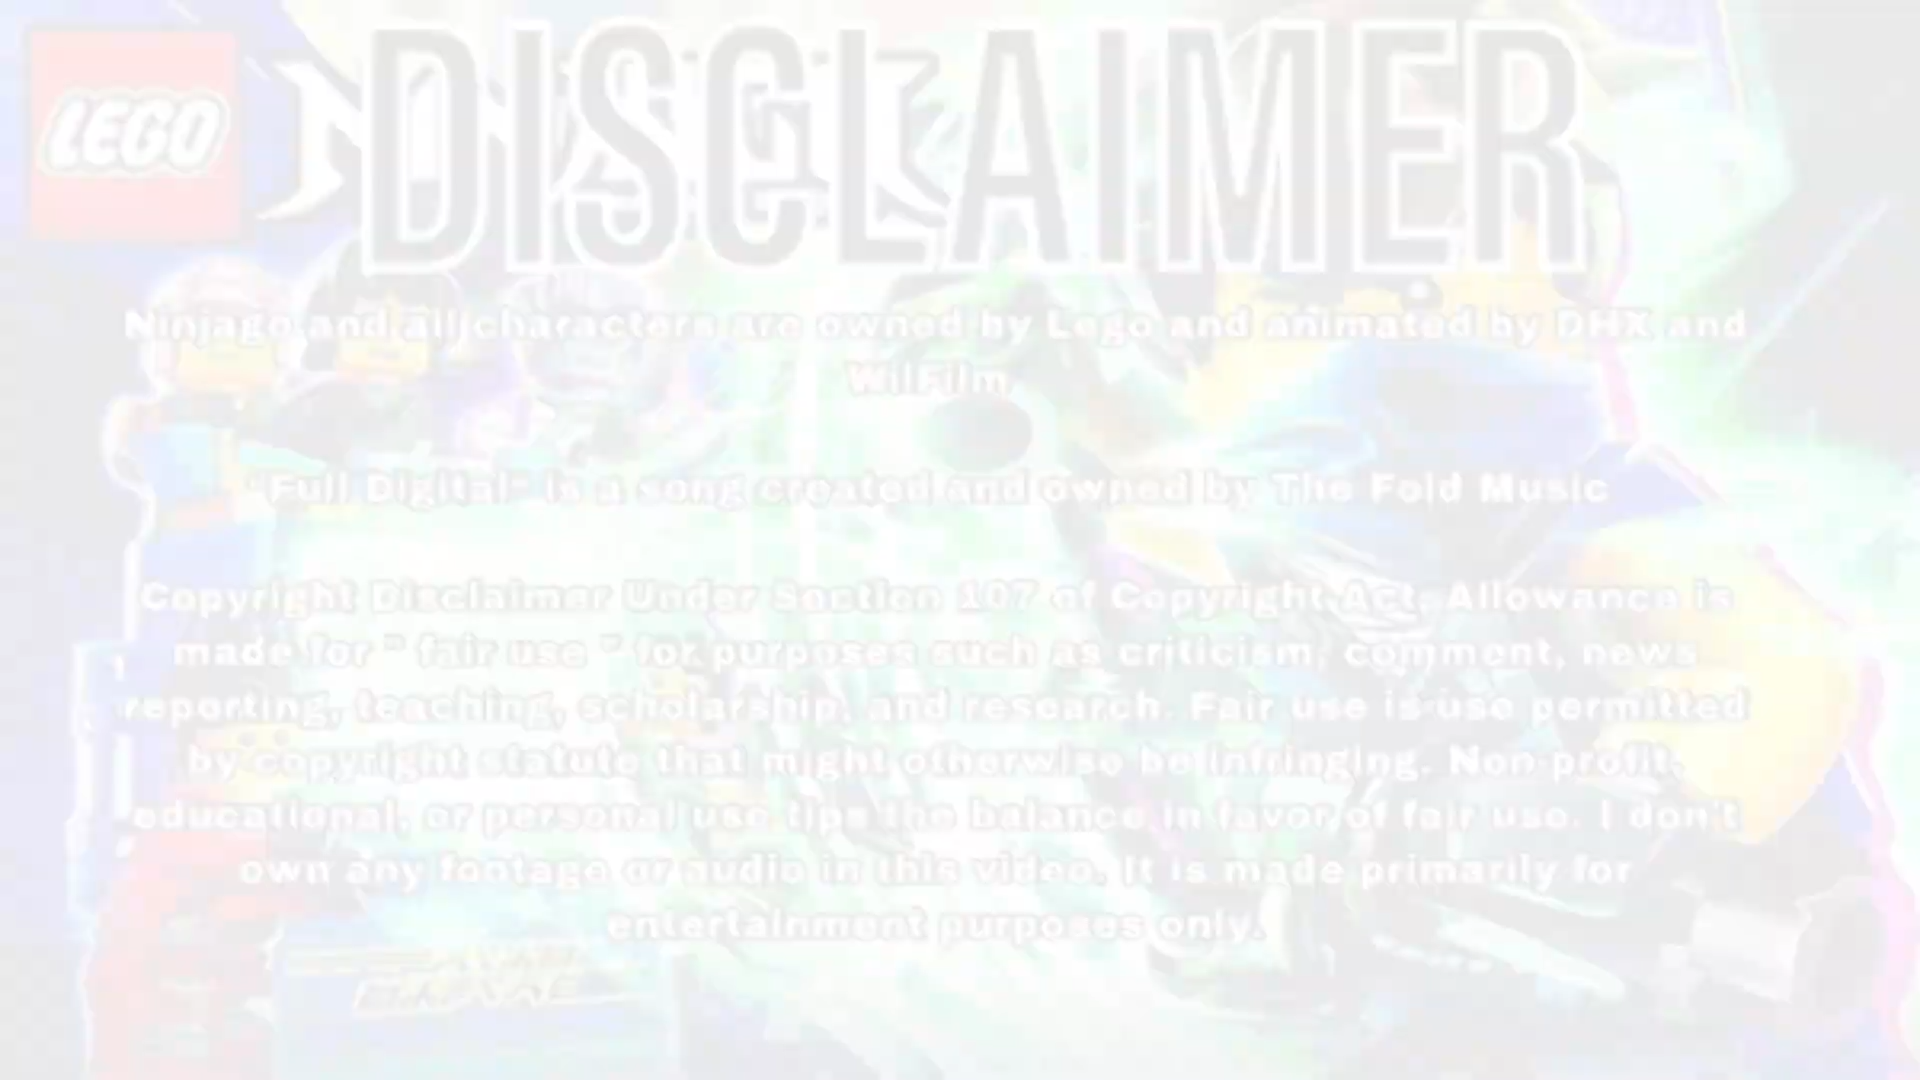 DISCLAIMER
LEGO
Ninjago and all characters are owned by Lego and animated by DHX and
WilFilm
"Full Digital" is a song created and owned by The Fold Music
Copyright Disclaimer Under Section 107 of Copyright Act, Allowance is
made for " fair use " for purposes such as criticism, comment, news
reporting, teaching, scholarship, and research. Fair use is use permitted
by copyright statute that might otherwise be infringing. Non-profit,
educational, or personal use tips the balance in favor of fair use. I don't
own any footage or audio in this video. It is made primarily for
entertainment purposes only.